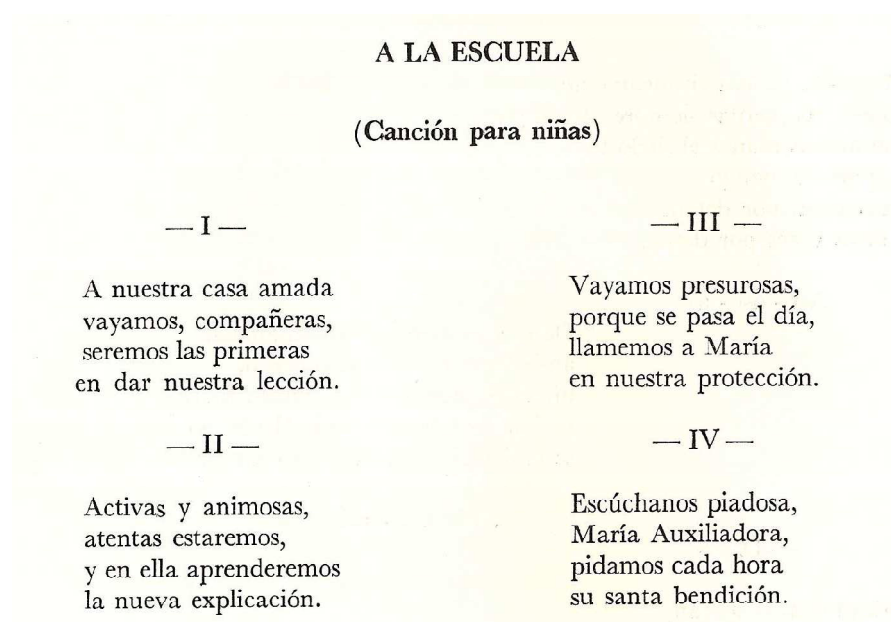 A LA ESCUELA
(Canción para niñas)
— I —
A nuestra casa amada
vayamos, compañeras,
seremos las primeras
en dar nuestra lección.
— II —
Activas y animosas,
atentas estaremos,
y en ella aprenderemos
la nueva explicación.
— III —
Vayamos presurosas,
porque se pasa el día,
llamemos a María
en nuestra protección.
— IV —
Escúchanos piadosa,
María Auxiliadora,
pidamos cada hora
su santa bendición.